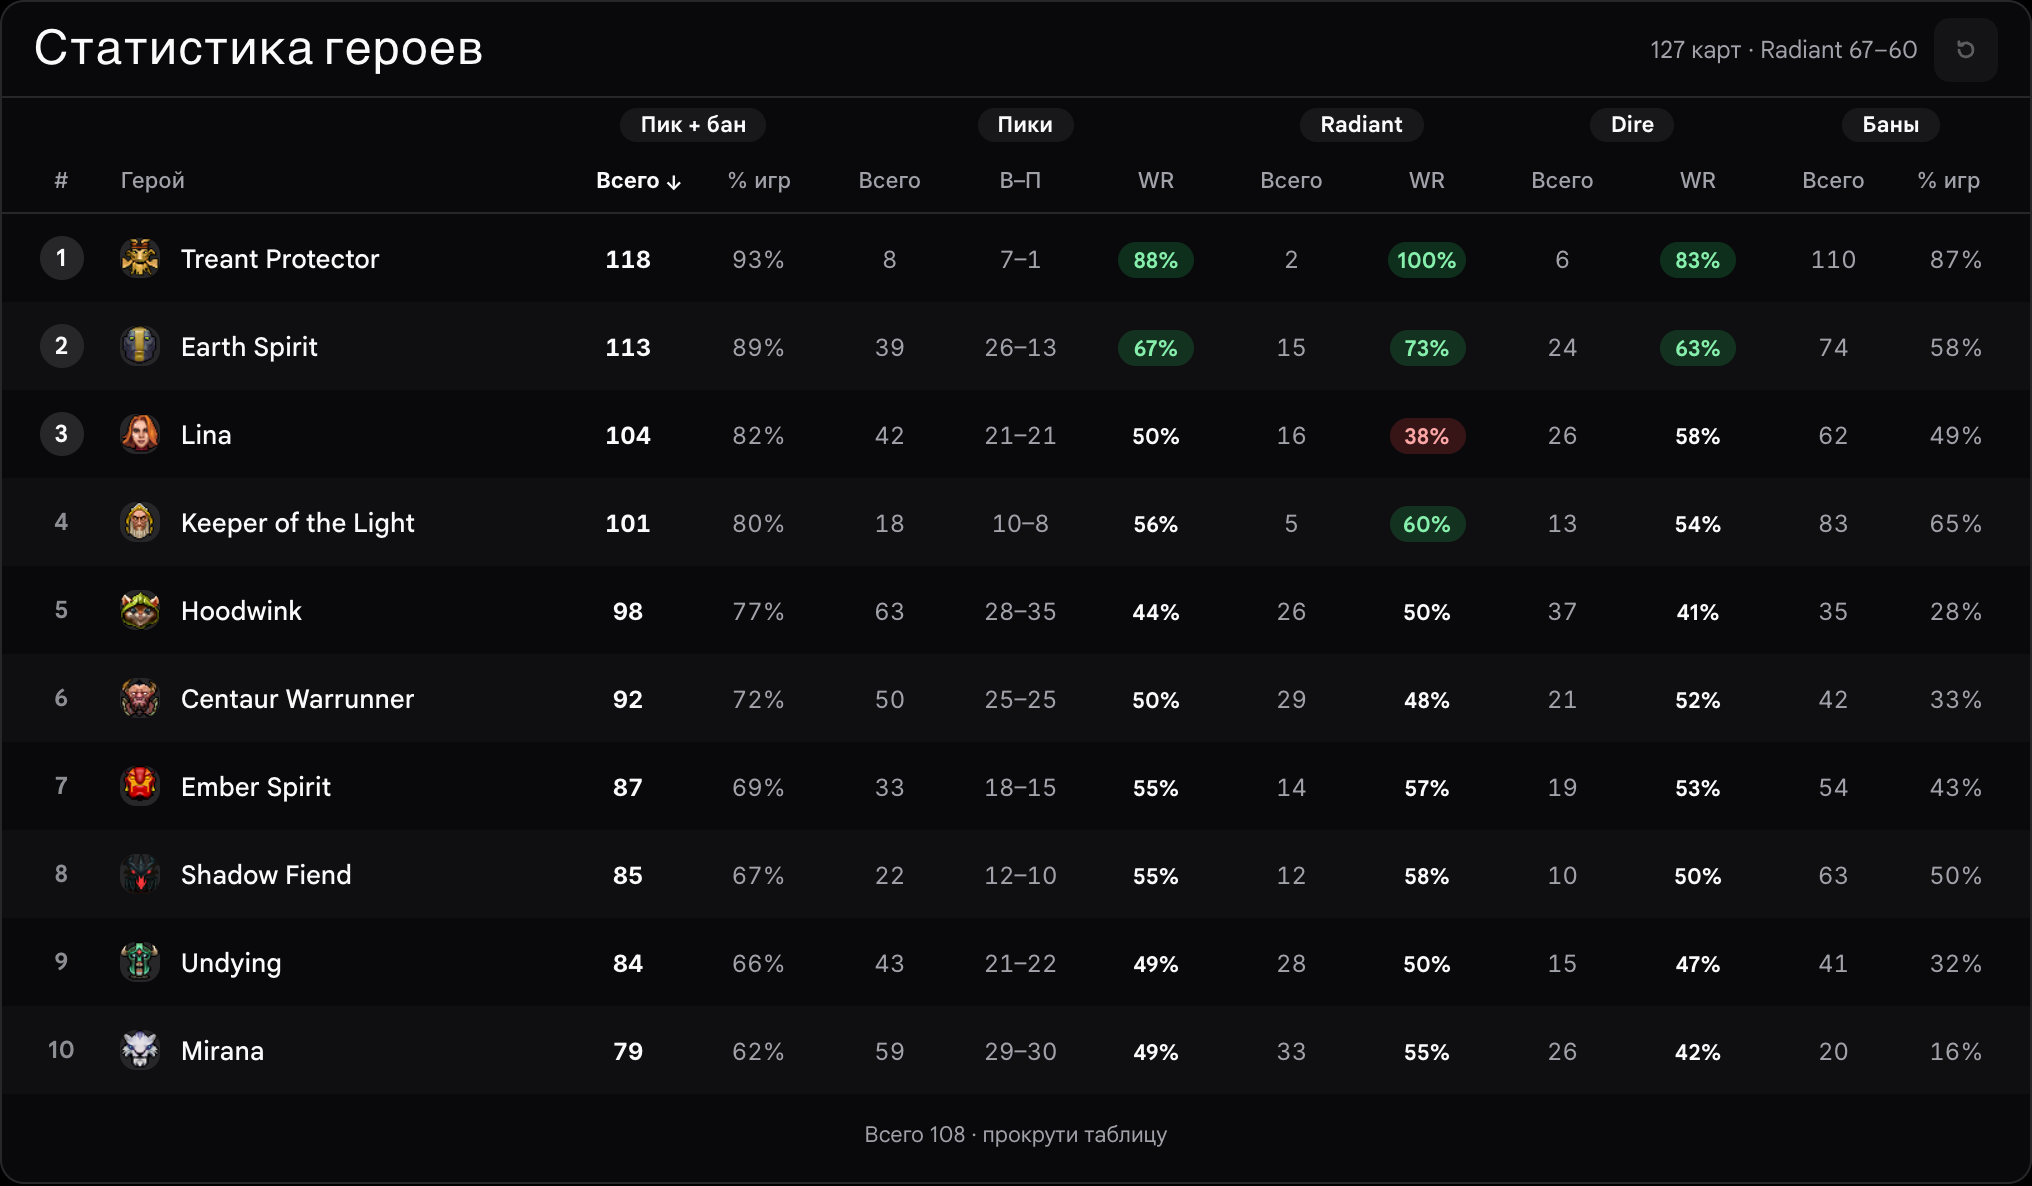 Статистика героев
127 карт · Radiant 67–60
Пик + бан Пики Radiant Dire Баны
# Герой Всего ↓ % игр Всего В–П WR Всего WR Всего WR Всего % игр
1 Treant Protector 118 93% 8 7–1 88% 2 100% 6 83% 110 87%
2 Earth Spirit 113 89% 39 26–13 67% 15 73% 24 63% 74 58%
3 Lina 104 82% 42 21–21 50% 16 38% 26 58% 62 49%
4 Keeper of the Light 101 80% 18 10–8 56% 5 60% 13 54% 83 65%
5 Hoodwink 98 77% 63 28–35 44% 26 50% 37 41% 35 28%
6 Centaur Warrunner 92 72% 50 25–25 50% 29 48% 21 52% 42 33%
7 Ember Spirit 87 69% 33 18–15 55% 14 57% 19 53% 54 43%
8 Shadow Fiend 85 67% 22 12–10 55% 12 58% 10 50% 63 50%
9 Undying 84 66% 43 21–22 49% 28 50% 15 47% 41 32%
10 Mirana 79 62% 59 29–30 49% 33 55% 26 42% 20 16%
Всего 108 · прокрути таблицу